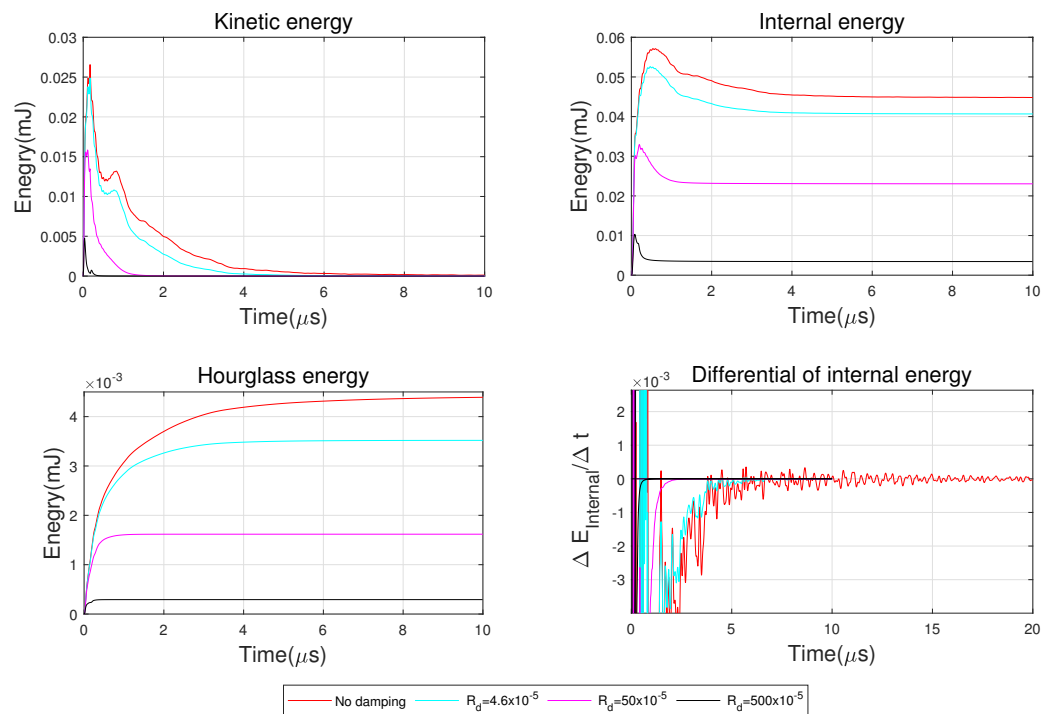 Kinetic energy
0.03
0.025
0.02
0.015
0.01
0.005
0
Enegry(mJ)
0 2 4 6 8 10
Time(μs)
Internal energy
0.06
0.05
0.04
0.03
0.02
0.01
0
Enegry(mJ)
0 2 4 6 8 10
Time(μs)
Hourglass energy
×10⁻³
4
3
2
1
0
Enegry(mJ)
0 2 4 6 8 10
Time(μs)
Differential of internal energy
×10⁻³
2
1
0
-1
-2
-3
Δ E_Internal/Δ t
0 5 10 15 20
Time(μs)
No damping R_d=4.6x10⁻⁵ R_d=50x10⁻⁵ R_d=500x10⁻⁵